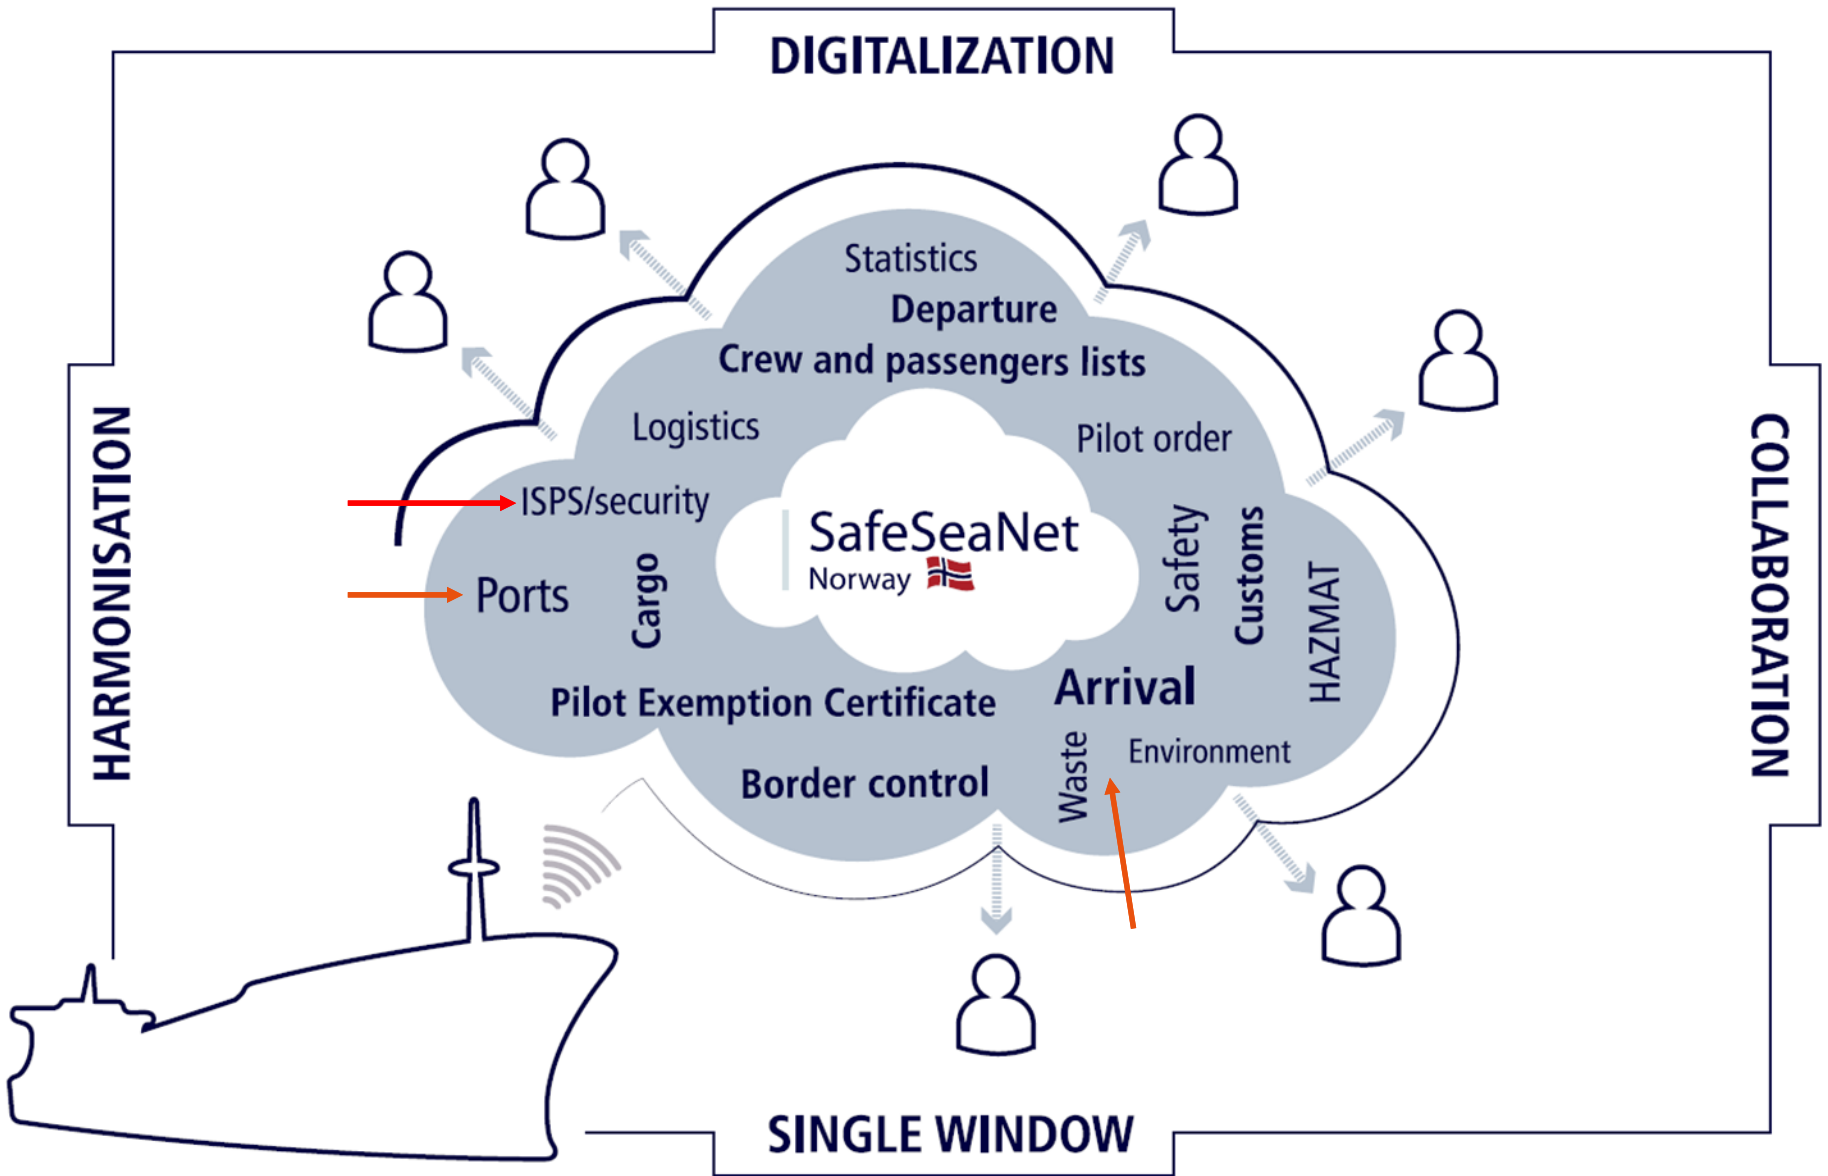 DIGITALIZATION
Statistics
Departure
Crew and passengers lists
Logistics
Pilot order
ISPS/security
SafeSeaNet
Norway
Ports
Cargo
Safety
Customs
HAZMAT
Pilot Exemption Certificate
Arrival
Waste
Environment
Border control
HARMONISATION
COLLABORATION
SINGLE WINDOW